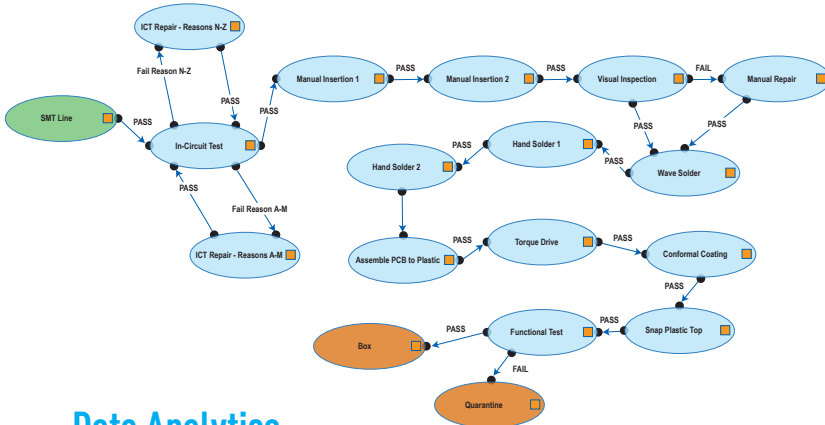 ICT Repair - Reasons N-Z
Fail Reason N-Z
PASS
PASS
Manual Insertion 1
PASS
Manual Insertion 2
PASS
Visual Inspection
FAIL
Manual Repair
SMT Line
PASS
In-Circuit Test
PASS
PASS
Hand Solder 1
PASS
Hand Solder 2
PASS
Wave Solder
PASS
Fail Reason A-M
ICT Repair - Reasons A-M
Assemble PCB to Plastic
PASS
Torque Drive
PASS
Conformal Coating
PASS
Box
PASS
Functional Test
PASS
Snap Plastic Top
FAIL
Quarantine